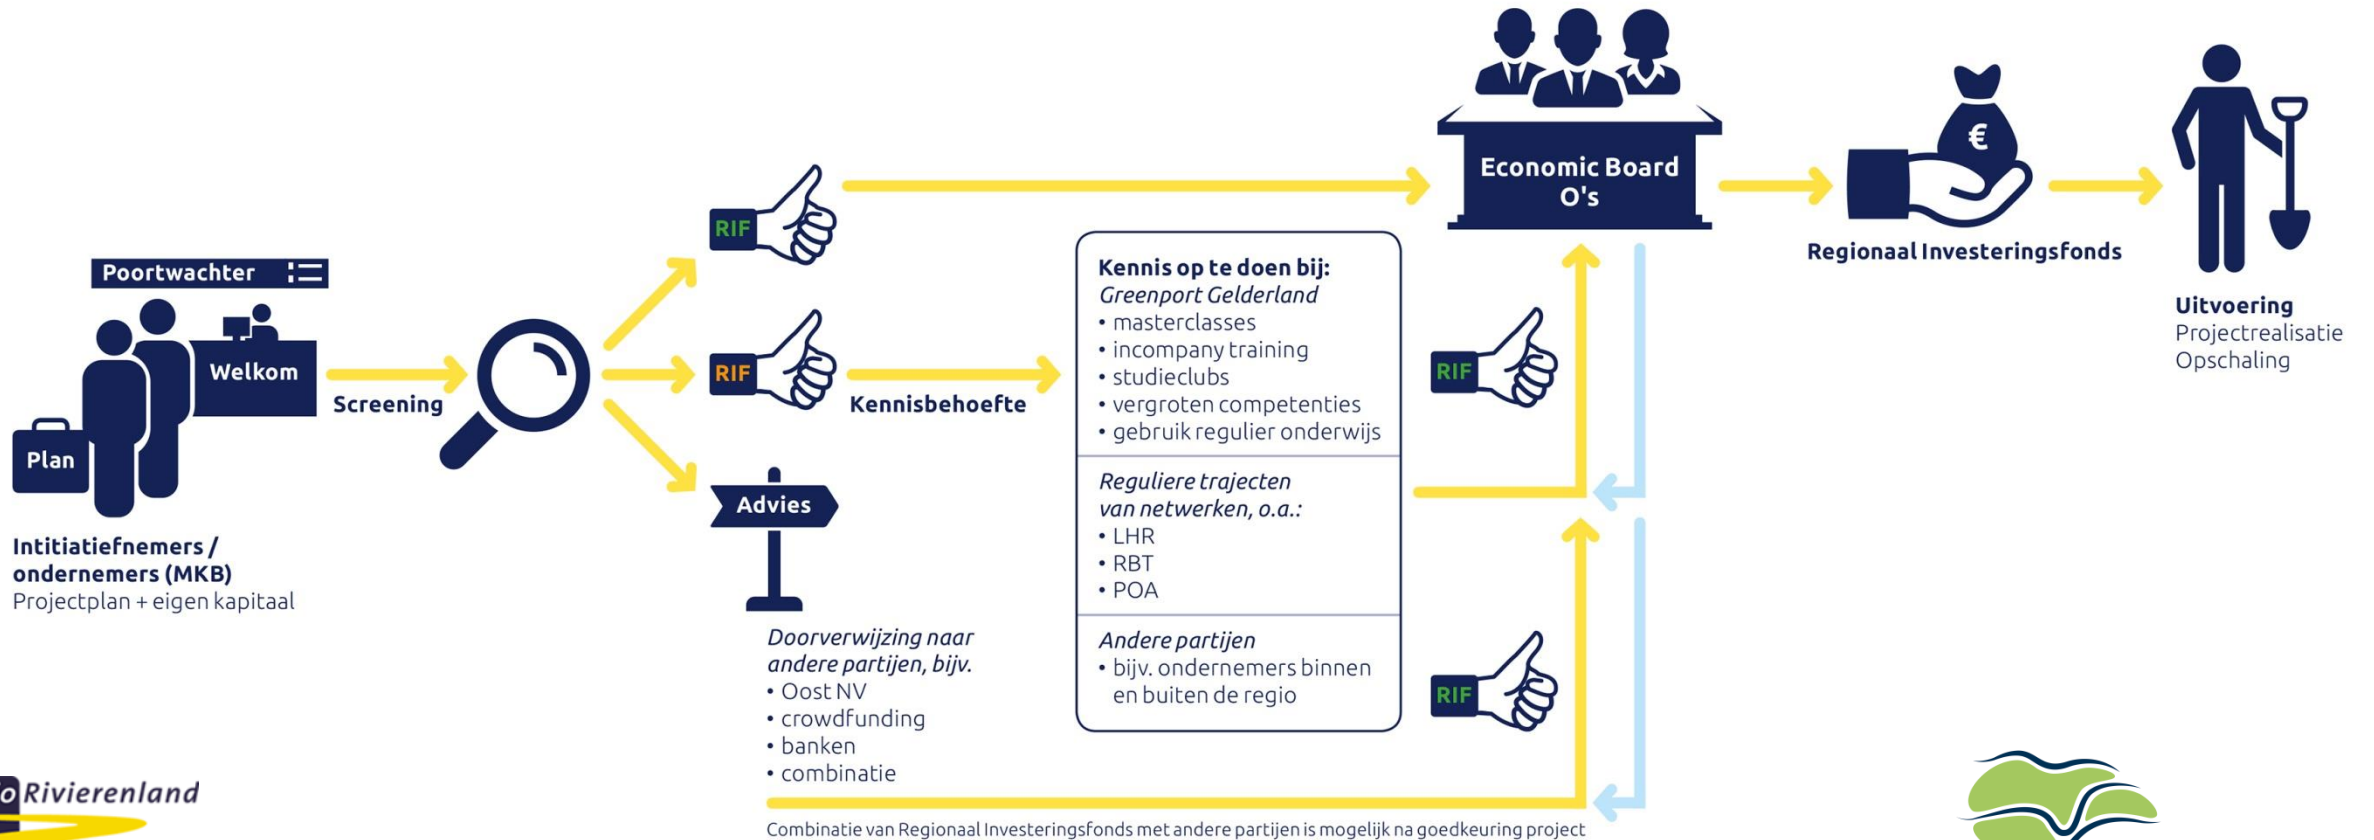 Poortwachter
Welkom
Plan
Intitiatiefnemers /
ondernemers (MKB)
Projectplan + eigen kapitaal
Screening
RIF
RIF
Kennisbehoefte
Advies
Doorverwijzing naar
andere partijen, bijv.
• Oost NV
• crowdfunding
• banken
• combinatie
Kennis op te doen bij:
Greenport Gelderland
• masterclasses
• incompany training
• studieclubs
• vergroten competenties
• gebruik regulier onderwijs
Reguliere trajecten
van netwerken, o.a.:
• LHR
• RBT
• POA
Andere partijen
• bijv. ondernemers binnen
en buiten de regio
RIF
RIF
Economic Board
O's
€
Regionaal Investeringsfonds
Uitvoering
Projectrealisatie
Opschaling
Combinatie van Regionaal Investeringsfonds met andere partijen is mogelijk na goedkeuring project
o Rivierenland